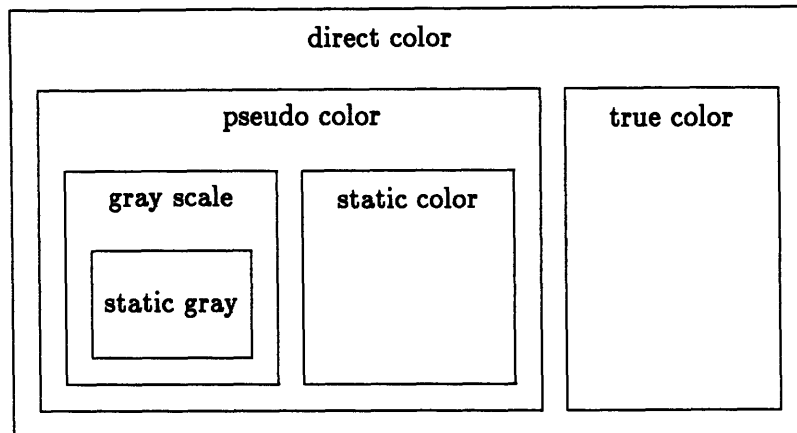 direct color
pseudo color
true color
gray scale
static color
static gray